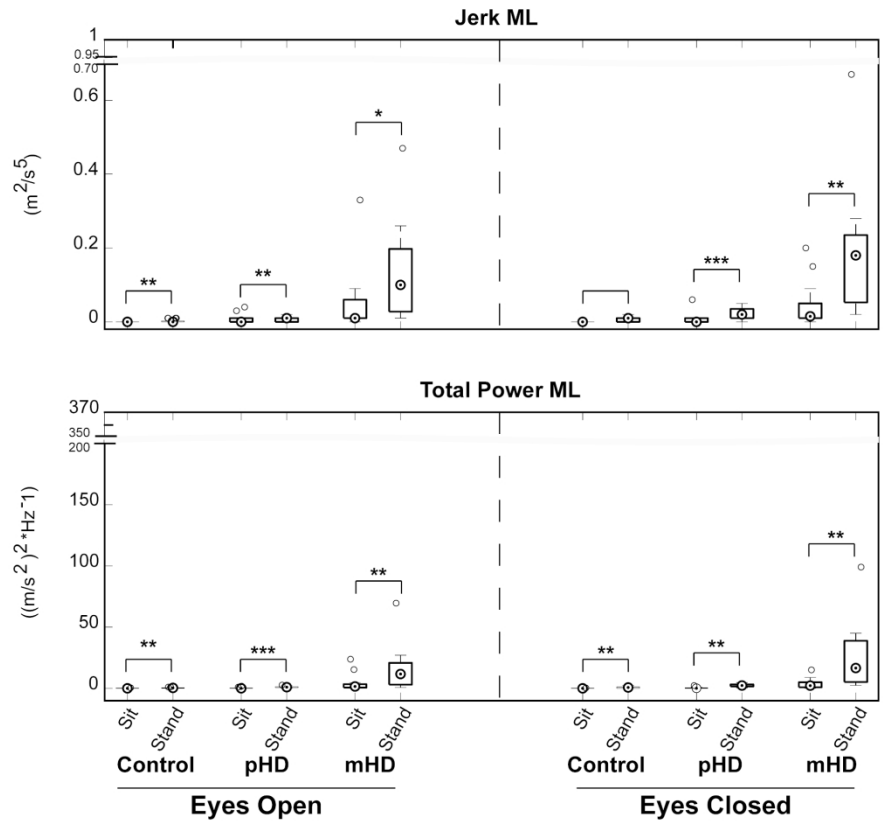 Jerk ML
1
0.95
0.70
0.6
0.4
0.2
0
(m2/s5)
* **
** ** ***
Total Power ML
370
350
200
150
100
50
0
((m/s2)2*Hz-1)
** **
** *** ** **
Sit Stand Sit Stand Sit Stand Sit Stand Sit Stand Sit Stand
Control pHD mHD Control pHD mHD
Eyes Open Eyes Closed